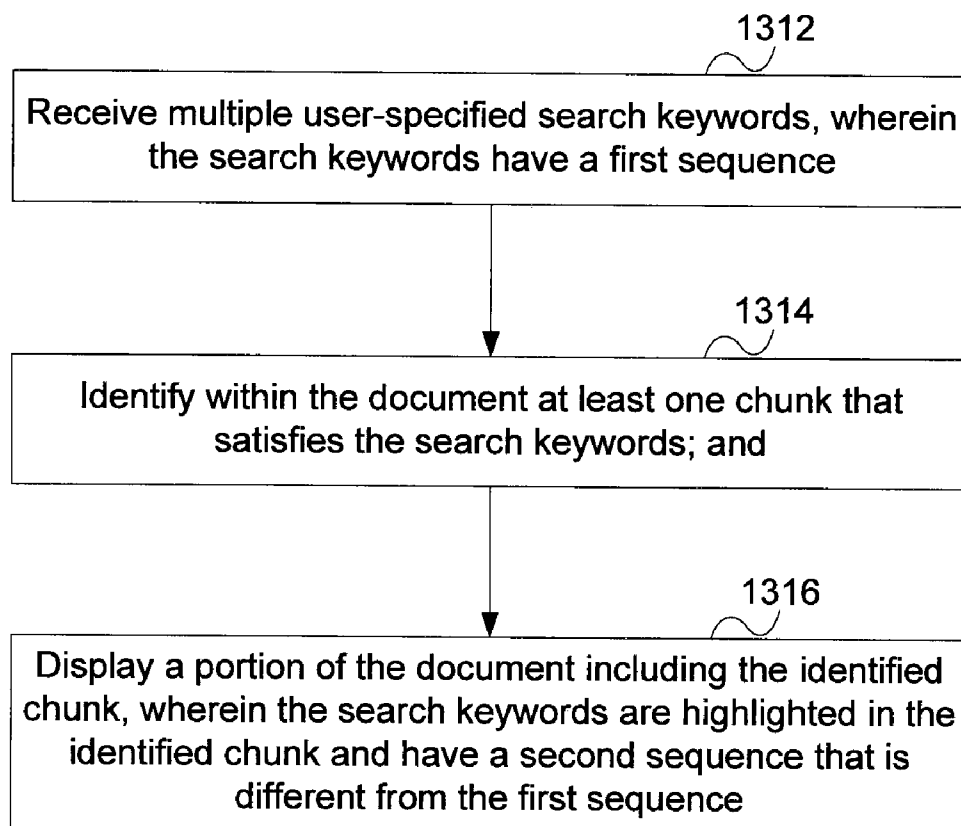 1312
Receive multiple user-specified search keywords, wherein
the search keywords have a first sequence
1314
Identify within the document at least one chunk that
satisfies the search keywords; and
1316
Display a portion of the document including the identified
chunk, wherein the search keywords are highlighted in the
identified chunk and have a second sequence that is
different from the first sequence